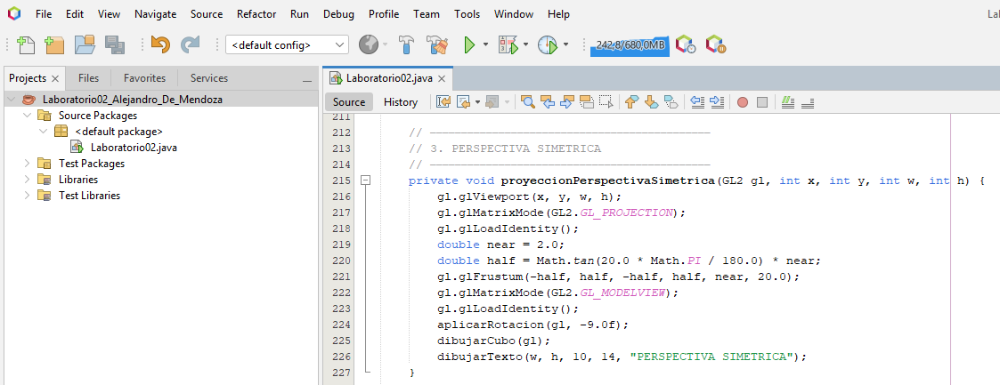 File Edit View Navigate Source Refactor Run Debug Profile Team Tools Window Help La
<default config> 242,8/680,0MB
Projects Files Favorites Services
Laboratorio02.java
Laboratorio02_Alejandro_De_Mendoza
Source Packages
<default package>
Laboratorio02.java
Test Packages
Libraries
Test Libraries
Source History
211
212 // ────────────────────────────────────────
213 // 3. PERSPECTIVA SIMETRICA
214 // ────────────────────────────────────────
215 private void proyeccionPerspectivaSimetrica(GL2 gl, int x, int y, int w, int h) {
216 gl.glViewport(x, y, w, h);
217 gl.glMatrixMode(GL2.GL_PROJECTION);
218 gl.glLoadIdentity();
219 double near = 2.0;
220 double half = Math.tan(20.0 * Math.PI / 180.0) * near;
221 gl.glFrustum(-half, half, -half, half, near, 20.0);
222 gl.glMatrixMode(GL2.GL_MODELVIEW);
223 gl.glLoadIdentity();
224 aplicarRotacion(gl, -9.0f);
225 dibujarCubo(gl);
226 dibujarTexto(w, h, 10, 14, "PERSPECTIVA SIMETRICA");
227 }